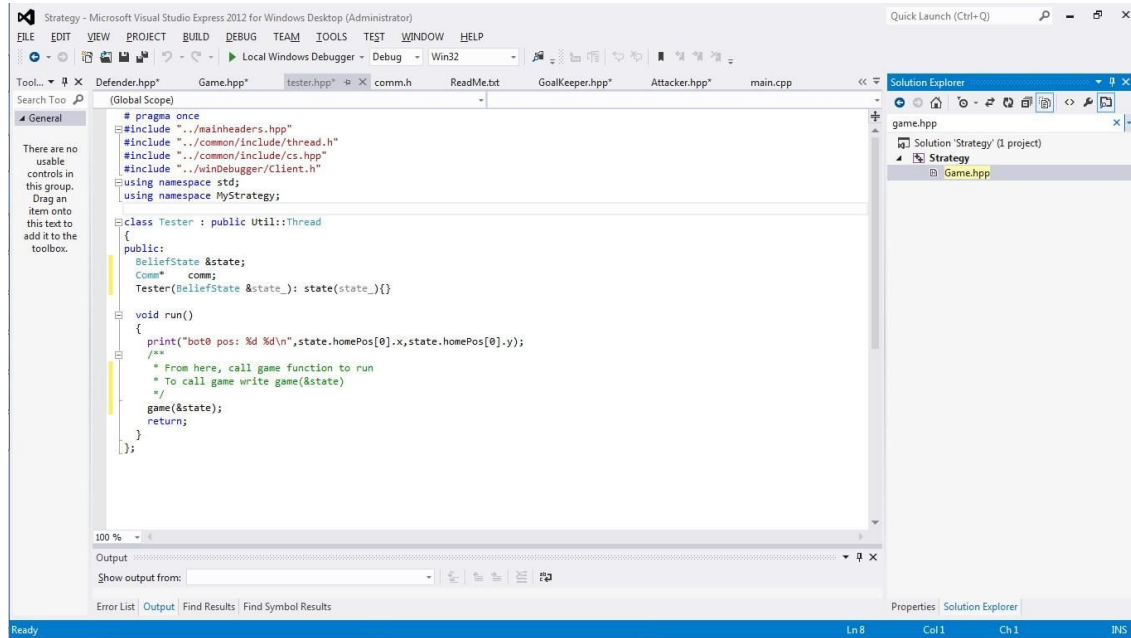 Strategy - Microsoft Visual Studio Express 2012 for Windows Desktop (Administrator)
Quick Launch (Ctrl+Q)
FILE EDIT VIEW PROJECT BUILD DEBUG TEAM TOOLS TEST WINDOW HELP
Local Windows Debugger Debug Win32
Tool...
Search Too
General
There are no
usable
controls in
this group.
Drag an
item onto
this text to
add it to the
toolbox.
Defender.hpp* Game.hpp* tester.hpp* comm.h ReadMe.txt GoalKeeper.hpp* Attacker.hpp* main.cpp
(Global Scope)
# pragma once
#include "../mainheaders.hpp"
#include "../common/include/thread.h"
#include "../common/include/cs.hpp"
#include "../winDebugger/Client.h"
using namespace std;
using namespace MyStrategy;
class Tester : public Util::Thread
{
public:
BeliefState &state;
Comm* comm;
Tester(BeliefState &state_): state(state_){}
void run()
{
print("bot0 pos: %d %d\n",state.homePos[0].x,state.homePos[0].y);
/**
* From here, call game function to run
* To call game write game(&state)
*/
game(&state);
return;
}
};
100 %
Output
Show output from:
Error List Output Find Results Find Symbol Results
Solution Explorer
game.hpp
Solution 'Strategy' (1 project)
Strategy
Game.hpp
Properties Solution Explorer
Ready Ln 8 Col 1 Ch 1 INS